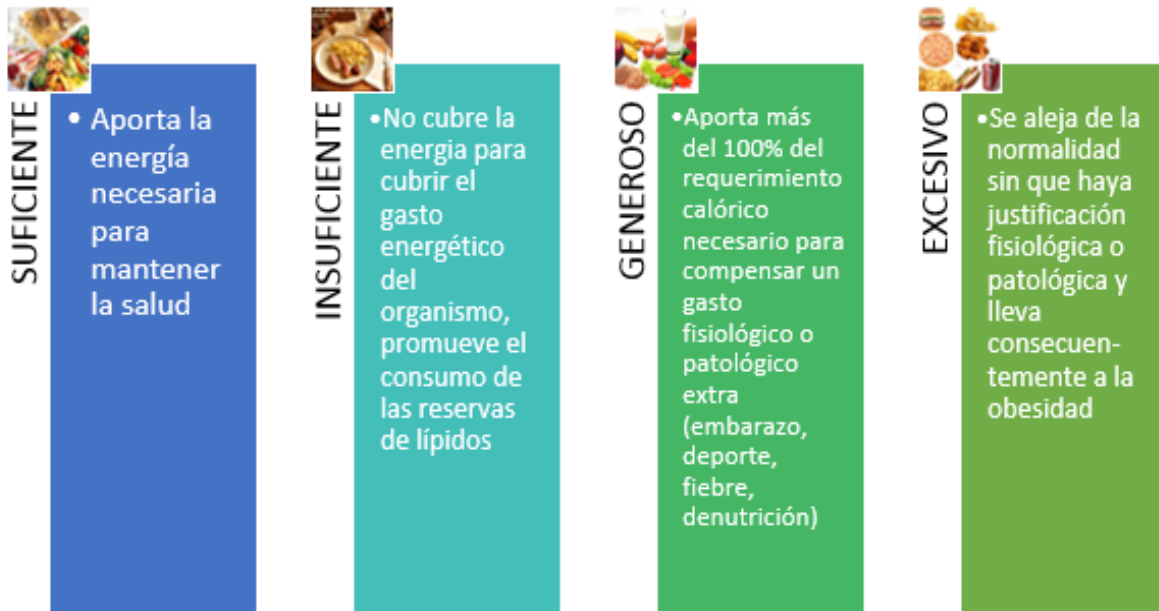 SUFICIENTE
• Aporta la
energía
necesaria
para
mantener
la salud
INSUFICIENTE
•No cubre la
energia para
cubrir el
gasto
energético
del
organismo,
promueve el
consumo de
las reservas
de lípidos
GENEROSO
•Aporta más
del 100% del
requerimiento
calórico
necesario para
compensar un
gasto
fisiológico o
patológico
extra
(embarazo,
deporte,
fiebre,
denutrición)
EXCESIVO
•Se aleja de la
normalidad
sin que haya
justificación
fisiológica o
patológica y
lleva
consecuen-
temente a la
obesidad